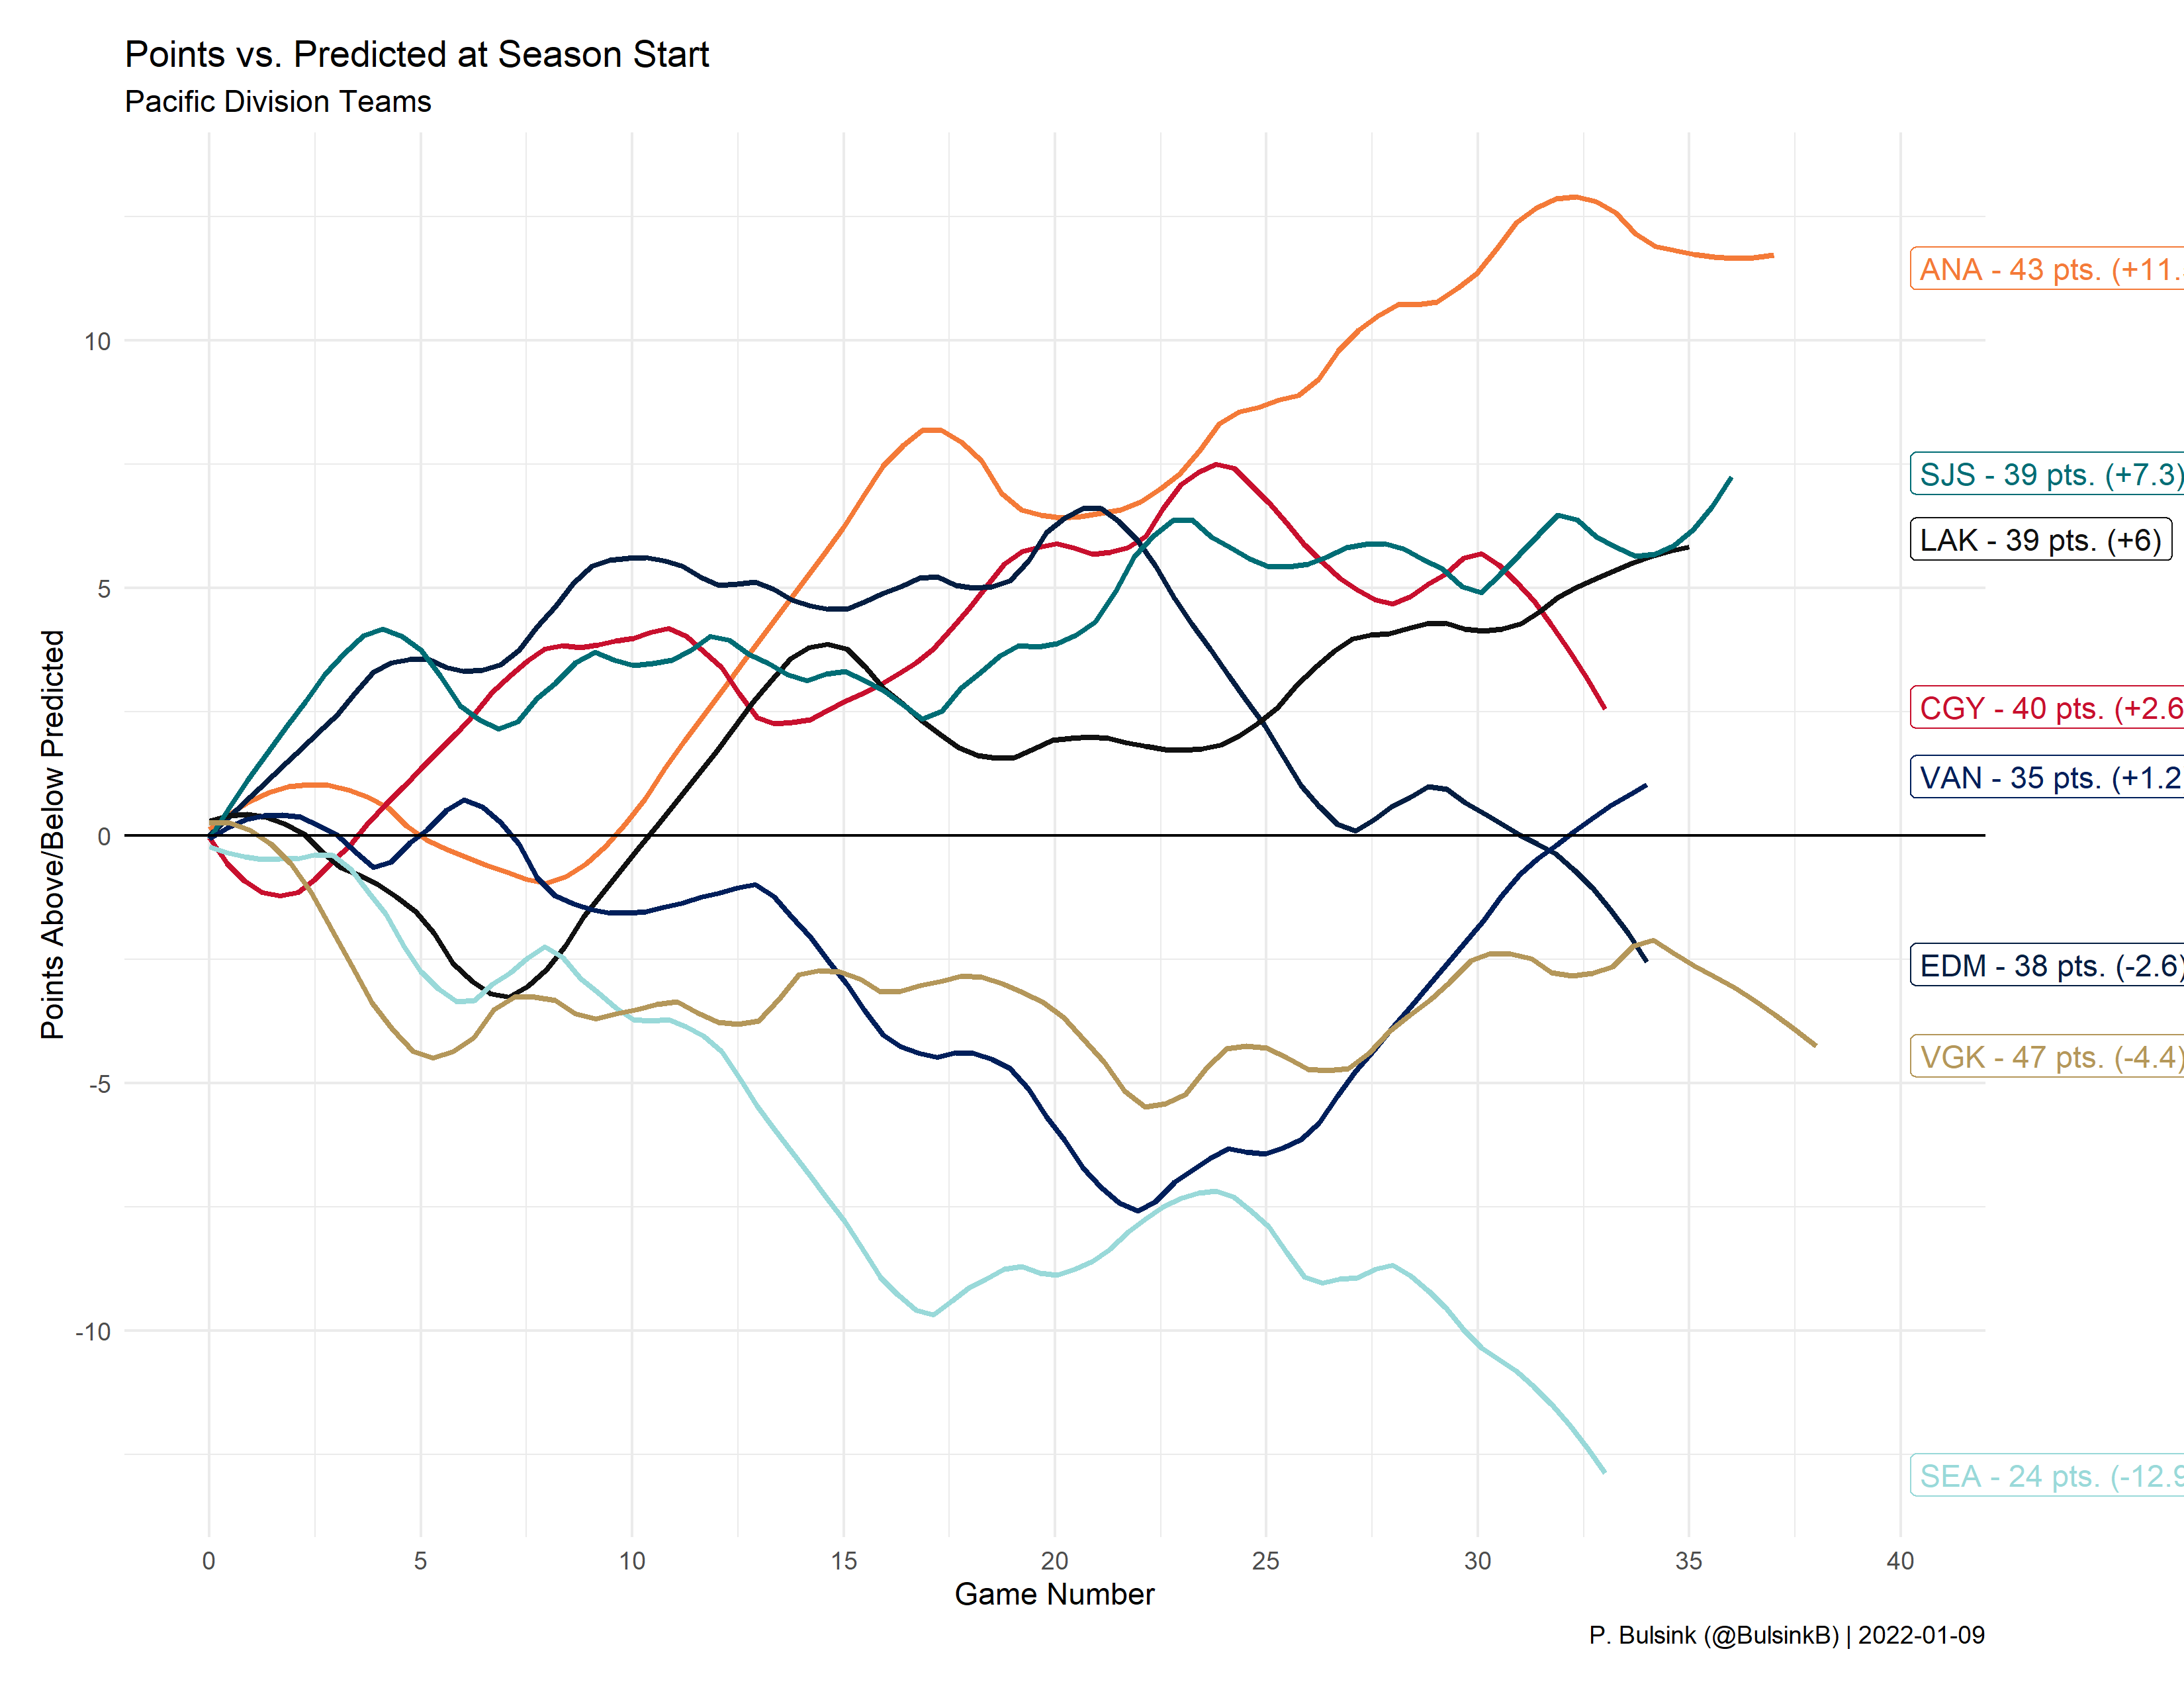 Points vs. Predicted at Season Start
Pacific Division Teams
Points Above/Below Predicted
10
5
0
-5
-10
ANA - 43 pts. (+11.
SJS - 39 pts. (+7.3)
LAK - 39 pts. (+6)
CGY - 40 pts. (+2.6
VAN - 35 pts. (+1.2
EDM - 38 pts. (-2.6)
VGK - 47 pts. (-4.4)
SEA - 24 pts. (-12.9
0 5 10 15 20 25 30 35 40
Game Number
P. Bulsink (@BulsinkB) | 2022-01-09